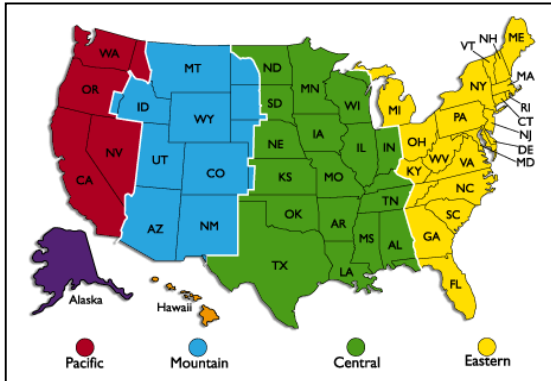 WA
OR
CA
NV
MT
ID
WY
UT
CO
AZ
NM
ND
SD
NE
KS
OK
TX
MN
IA
MO
AR
LA
WI
IL
IN
TN
MS
AL
MI
OH
KY
WV
VA
NC
SC
GA
FL
PA
NY
VT
NH
ME
MA
RI
CT
NJ
DE
MD
Alaska
Hawaii
Pacific
Mountain
Central
Eastern